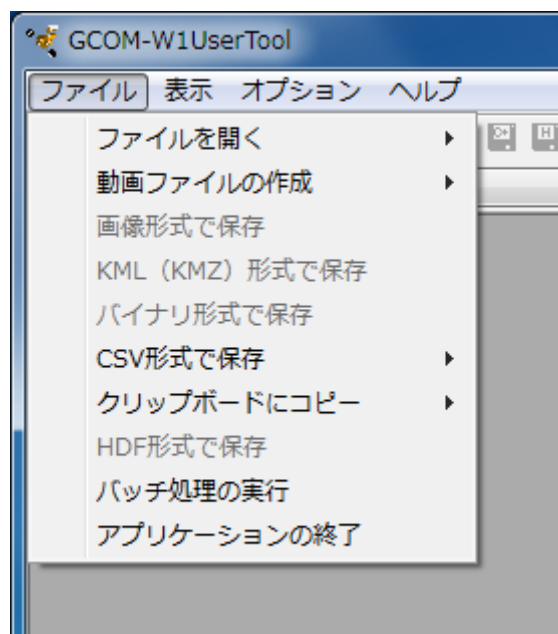 GCOM-W1UserTool
ファイル 表示 オプション ヘルプ
ファイルを開く
動画ファイルの作成
画像形式で保存
KML（KMZ）形式で保存
バイナリ形式で保存
CSV形式で保存
クリップボードにコピー
HDF形式で保存
バッチ処理の実行
アプリケーションの終了